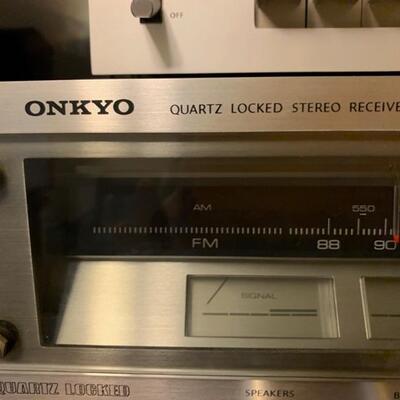 OFF
ONKYO QUARTZ LOCKED STEREO RECEIVE
AM 550
FM 88 90
SIGNAL
QUARTZ LOCKED SPEAKERS B